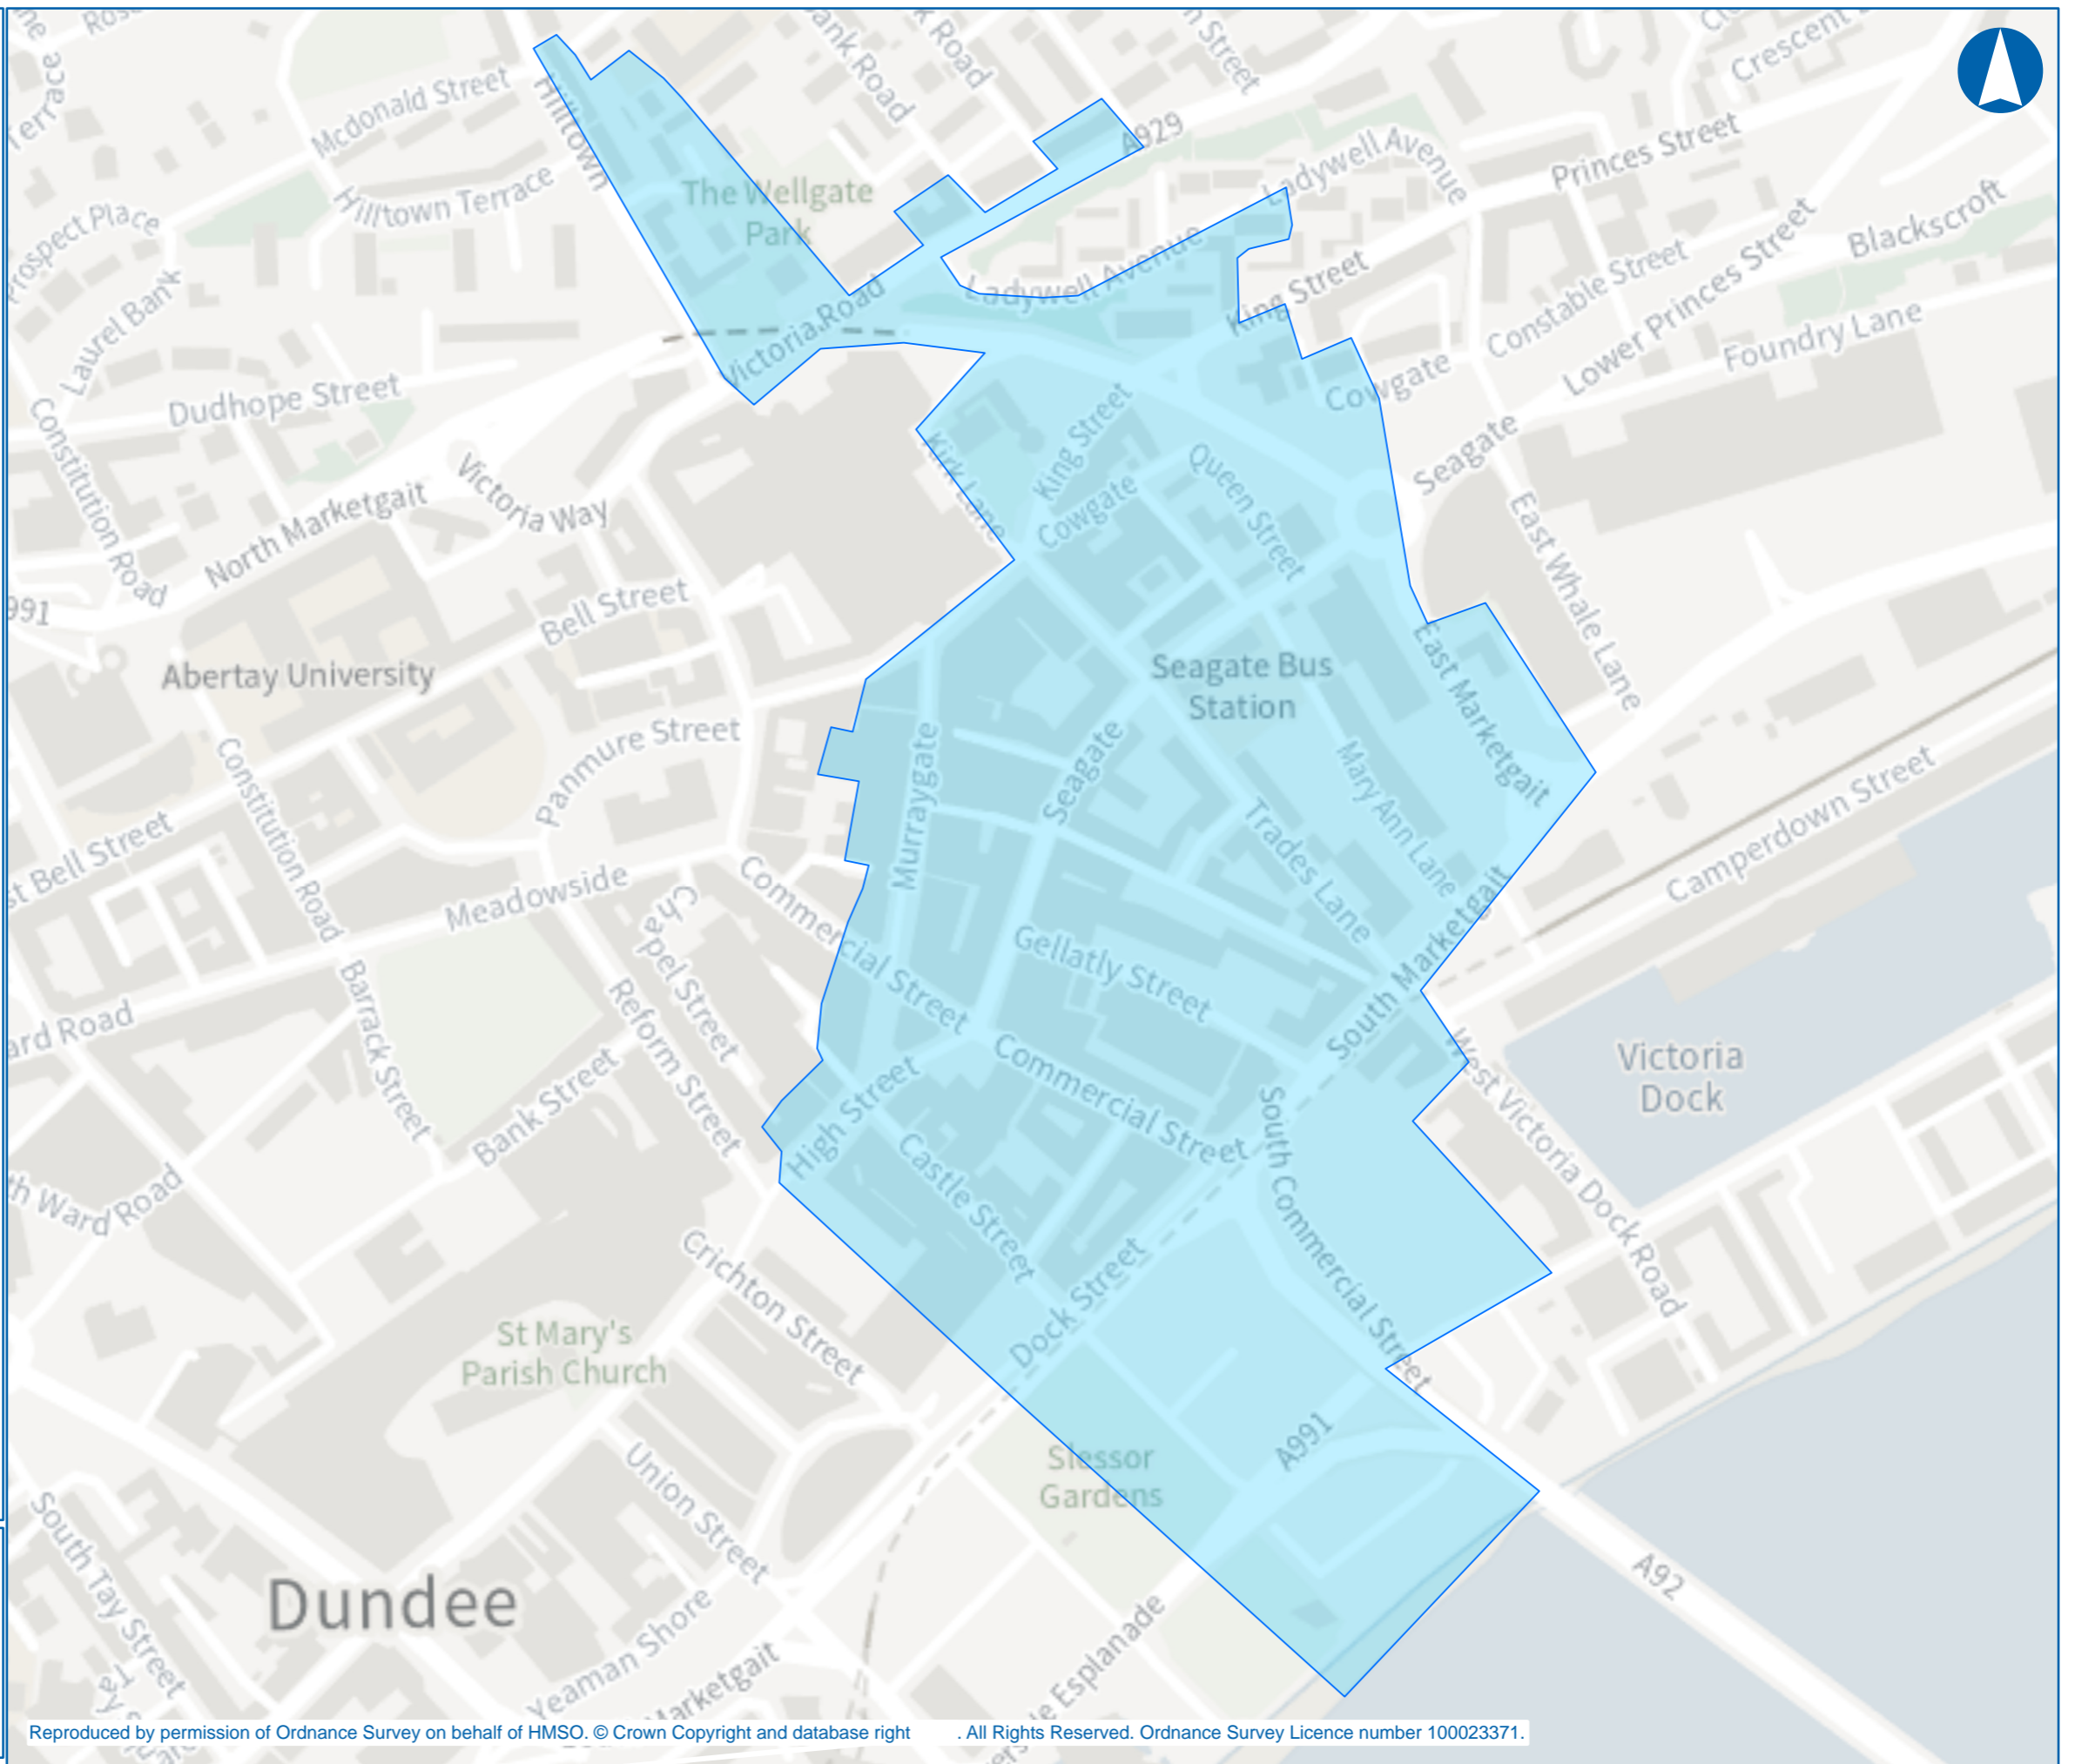 Mcdonald Street
Hilltown
Hilltown Terrace
Prospect Place
Laurel Bank
Dudhope Street
Constitution Road
North Marketgait
Victoria Way
Victoria Road
The Wellgate
Park
A929
Ladywell Avenue
Ladywell Avenue
Princes Street
Crescent
King Street
Constable Street
Lower Princes Street
Blackscroft
Foundry Lane
Cowgate
Seagate
East Whale Lane
Kirk Lane
King Street
Cowgate
Queen Street
991
Bell Street
Abertay University
Panmure Street
Constitution Road
Bell Street
Meadowside
Seagate Bus
Station
East Marketgait
Murraygate
Seagate
Mary Ann Lane
Trades Lane
Camperdown Street
Commercial Street
Chapel Street
Gellatly Street
South Marketgait
Reform Street
Barrack Street
Bank Street
Ward Road
High Street
Commercial Street
Castle Street
South Commercial Street
West Victoria Dock Road
Victoria
Dock
Crichton Street
Dock Street
St Mary's
Parish Church
Slessor
Gardens
A991
Union Street
South Tay Street
Dundee
Yeaman Shore
Marketgait
Esplanade
A92
Reproduced by permission of Ordnance Survey on behalf of HMSO. © Crown Copyright and database right . All Rights Reserved. Ordnance Survey Licence number 100023371.